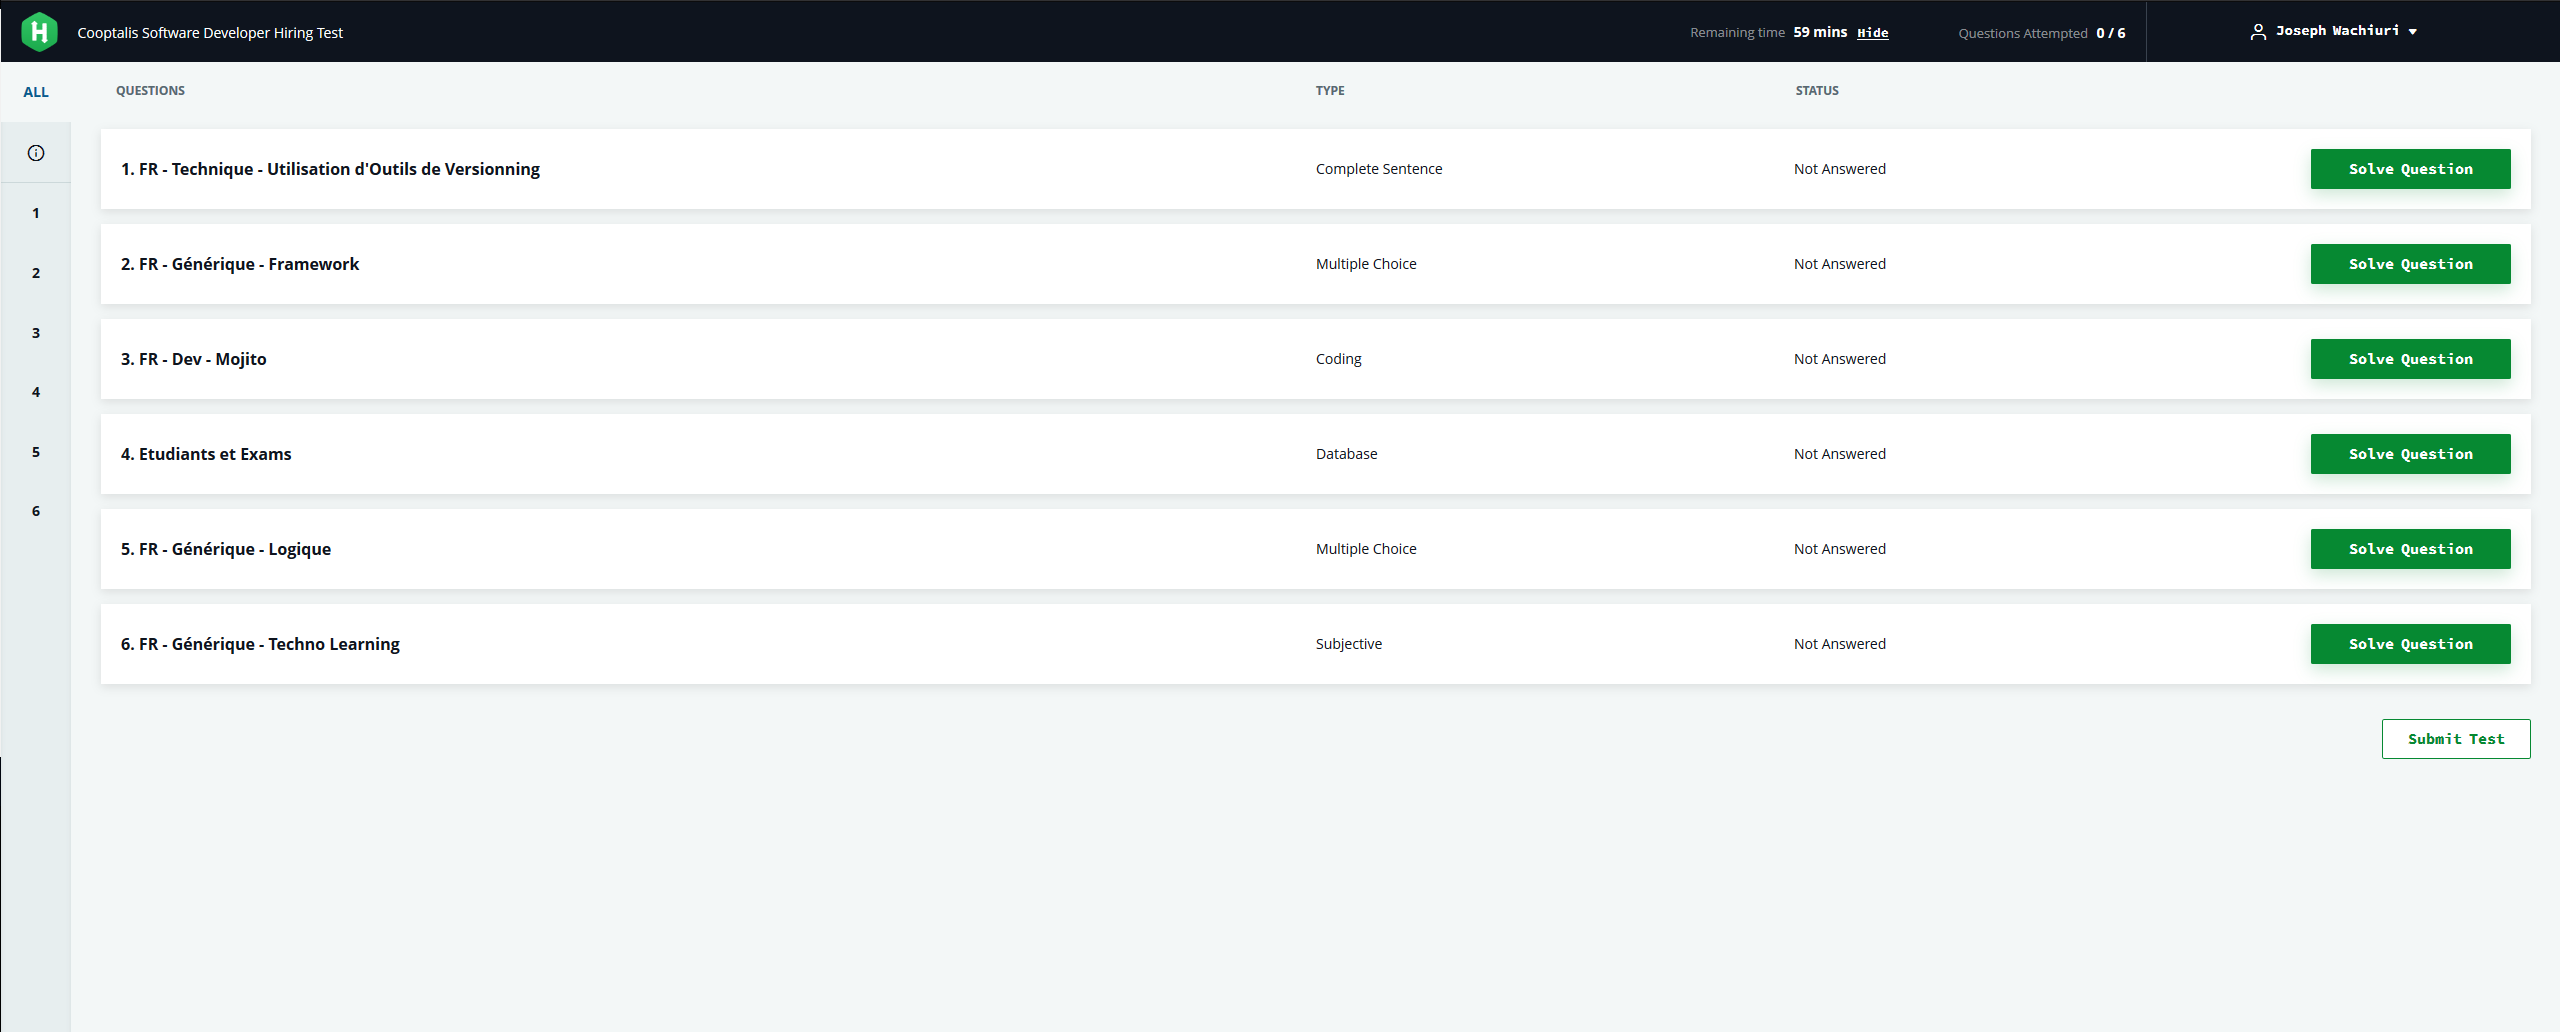 Cooptalis Software Developer Hiring Test
Remaining time 59 mins Hide
Questions Attempted 0 / 6
Joseph Wachiuri
ALL
QUESTIONS TYPE STATUS
1. FR - Technique - Utilisation d'Outils de Versionning Complete Sentence Not Answered Solve Question
2. FR - Générique - Framework Multiple Choice Not Answered Solve Question
3. FR - Dev - Mojito Coding Not Answered Solve Question
4. Etudiants et Exams Database Not Answered Solve Question
5. FR - Générique - Logique Multiple Choice Not Answered Solve Question
6. FR - Générique - Techno Learning Subjective Not Answered Solve Question
1
2
3
4
5
6
Submit Test